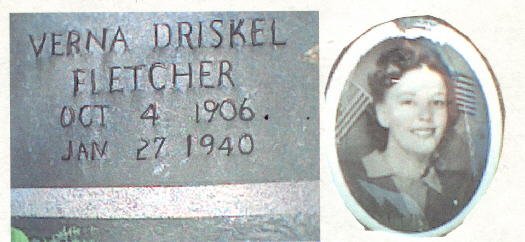 VERNA DRISKEL
FLETCHER
OCT 4 1906.
JAN 27 1940